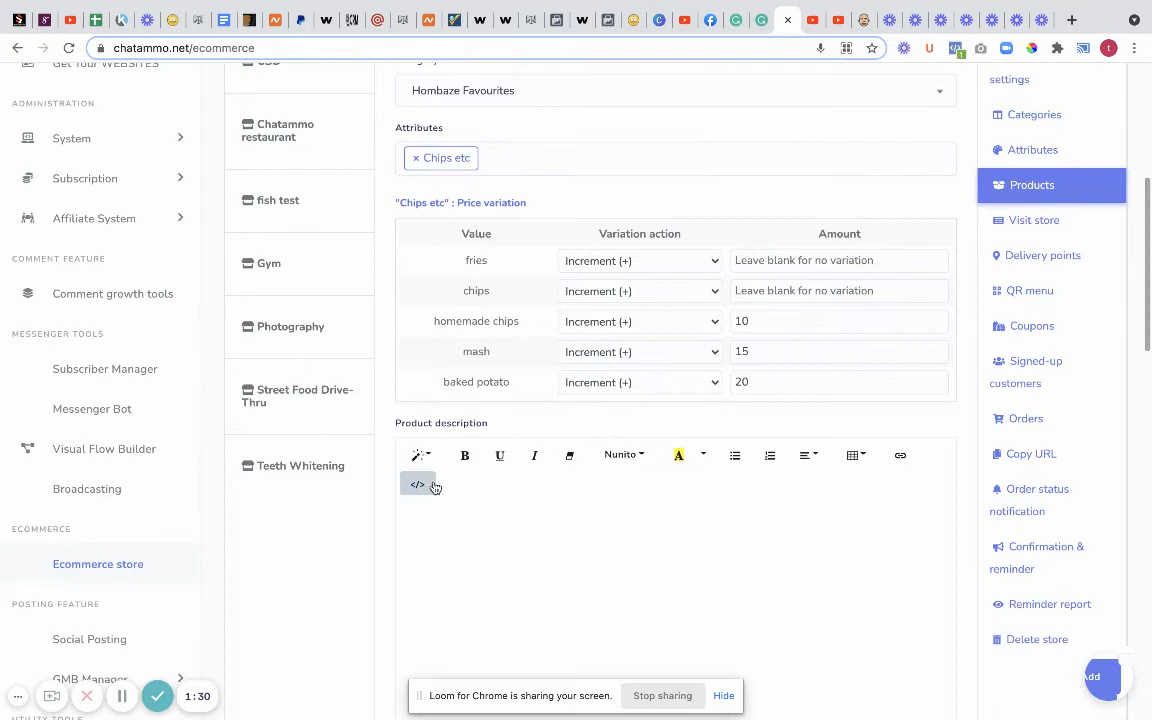 chatammo.net/ecommerce
Get Your WEBSITES
ADMINISTRATION
System
Subscription
Affiliate System
COMMENT FEATURE
Comment growth tools
MESSENGER TOOLS
Subscriber Manager
Messenger Bot
Visual Flow Builder
Broadcasting
ECOMMERCE
Ecommerce store
POSTING FEATURE
Social Posting
GMB Manager
1:30
Chatammo
restaurant
fish test
Gym
Photography
Street Food Drive-
Thru
Teeth Whitening
Hombaze Favourites
Attributes
× Chips etc
"Chips etc" : Price variation
Value Variation action Amount
fries Increment (+) Leave blank for no variation
chips Increment (+) Leave blank for no variation
homemade chips Increment (+) 10
mash Increment (+) 15
baked potato Increment (+) 20
Product description
B U I Nunito A
</>
Loom for Chrome is sharing your screen. Stop sharing Hide
settings
Categories
Attributes
Products
Visit store
Delivery points
QR menu
Coupons
Signed-up
customers
Orders
Copy URL
Order status
notification
Confirmation &
reminder
Reminder report
Delete store
Add